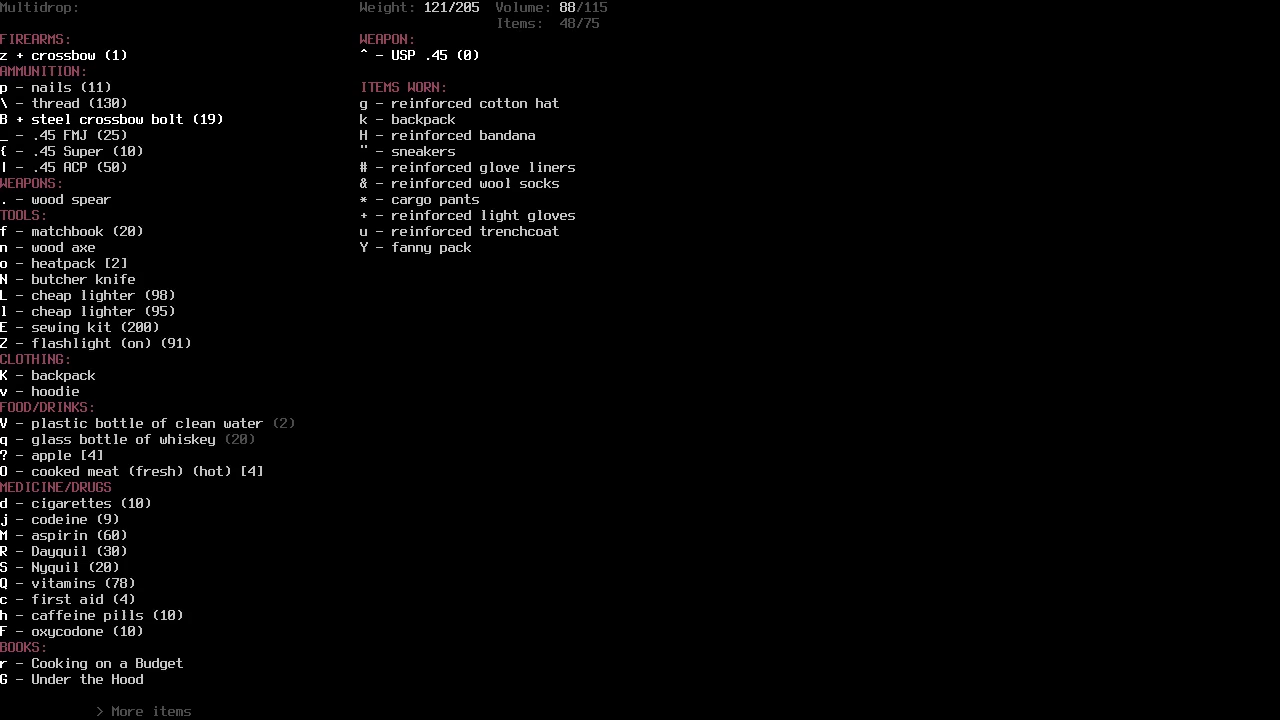 Multidrop: Weight: 121/205 Volume: 88/115
Items: 48/75
FIREARMS: WEAPON:
z + crossbow (1) ^ - USP .45 (0)
AMMUNITION:
p - nails (11) ITEMS WORN:
\ - thread (130) g - reinforced cotton hat
B + steel crossbow bolt (19) k - backpack
_ - .45 FMJ (25) H - reinforced bandana
{ - .45 Super (10) " - sneakers
| - .45 ACP (50) # - reinforced glove liners
WEAPONS: & - reinforced wool socks
. - wood spear * - cargo pants
TOOLS: + - reinforced light gloves
f - matchbook (20) u - reinforced trenchcoat
n - wood axe Y - fanny pack
o - heatpack [2]
N - butcher knife
L - cheap lighter (98)
l - cheap lighter (95)
E - sewing kit (200)
Z - flashlight (on) (91)
CLOTHING:
K - backpack
v - hoodie
FOOD/DRINKS:
V - plastic bottle of clean water (2)
q - glass bottle of whiskey (20)
? - apple [4]
O - cooked meat (fresh) (hot) [4]
MEDICINE/DRUGS
d - cigarettes (10)
j - codeine (9)
M - aspirin (60)
R - Dayquil (30)
S - Nyquil (20)
Q - vitamins (78)
c - first aid (4)
h - caffeine pills (10)
F - oxycodone (10)
BOOKS:
r - Cooking on a Budget
G - Under the Hood
> More items